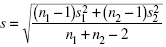 s = √(((n₁−1)s₁² + (n₂−1)s₂²) / (n₁ + n₂ − 2))